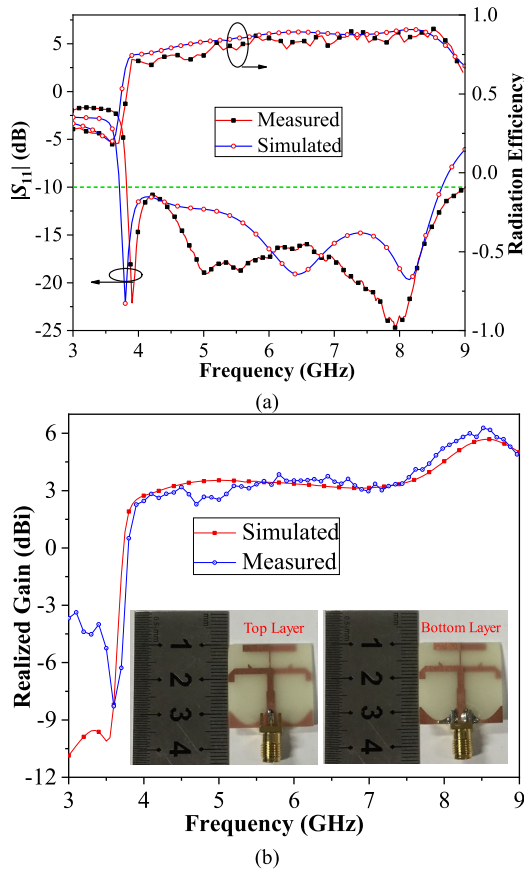 5
0
-5
-10
-15
-20
-25
|S11| (dB)
1.0
0.5
0.0
-0.5
-1.0
Radiation Efficiency
Measured
Simulated
3 4 5 6 7 8 9
Frequency (GHz)
(a)
6
3
0
-3
-6
-9
-12
Realized Gain (dBi)
Simulated
Measured
Top Layer
1
2
3
4
Bottom Layer
1
2
3
4
3 4 5 6 7 8 9
Frequency (GHz)
(b)